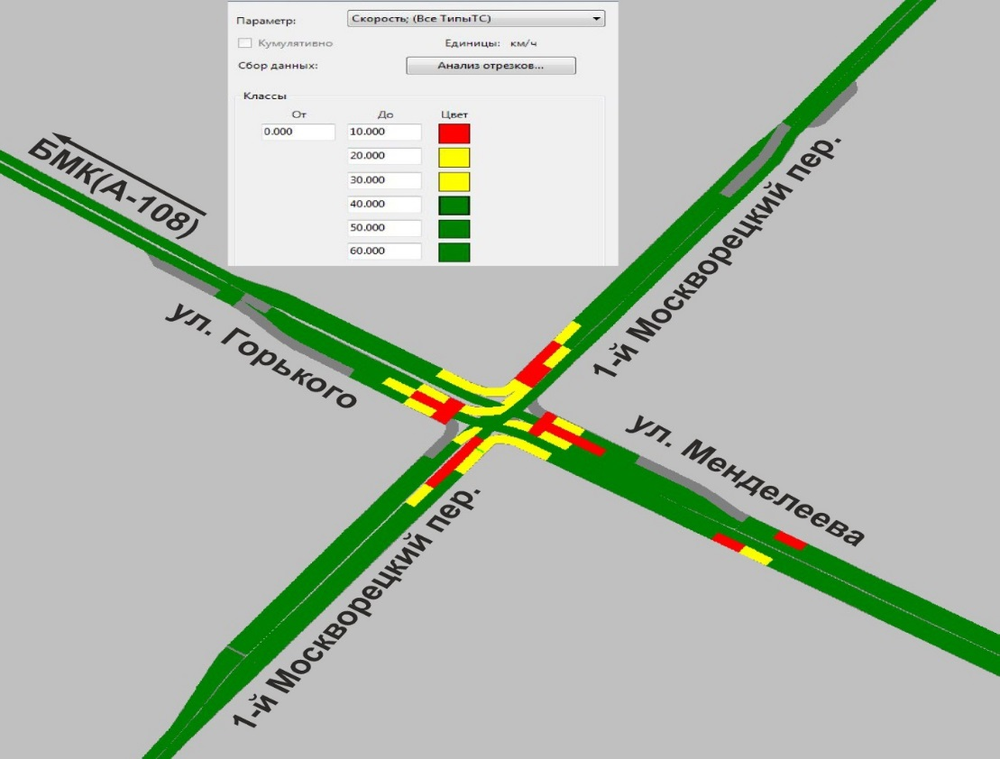 Параметр: Скорость; (Все ТипыТС)
Кумулятивно Единицы: км/ч
Сбор данных: Анализ отрезков...
Классы
От До Цвет
0.000 10.000
20.000
30.000
40.000
50.000
60.000
БМК(А-108)
1-й Москворецкий пер.
ул. Горького
ул. Менделеева
1-й Москворецкий пер.